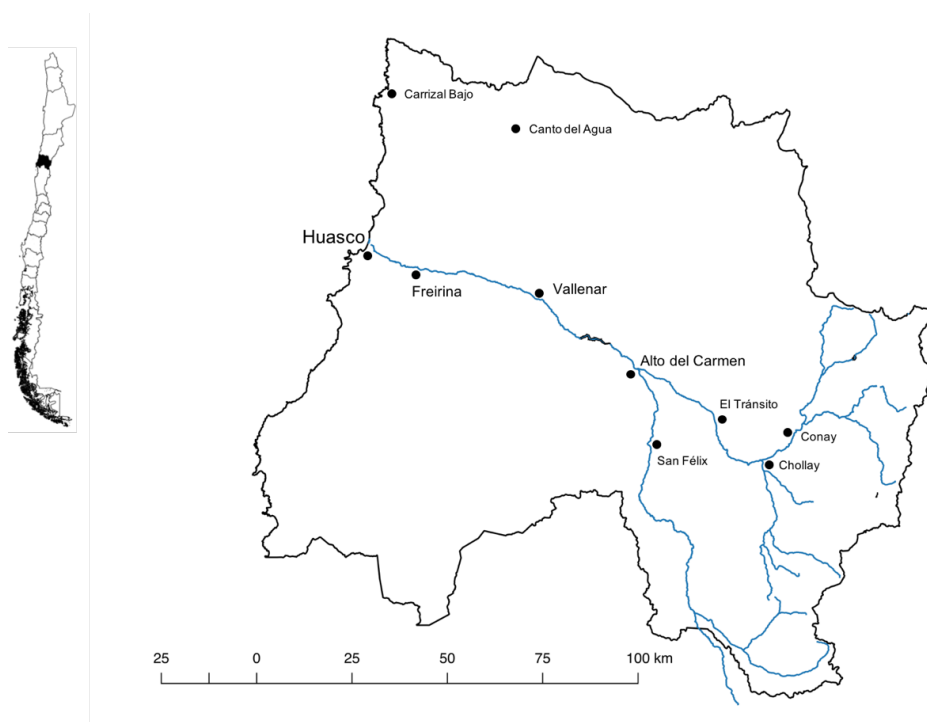 Carrizal Bajo
Canto del Agua
Huasco
Freirina
Vallenar
Alto del Carmen
El Tránsito
Conay
San Félix
Chollay
25 0 25 50 75 100 km